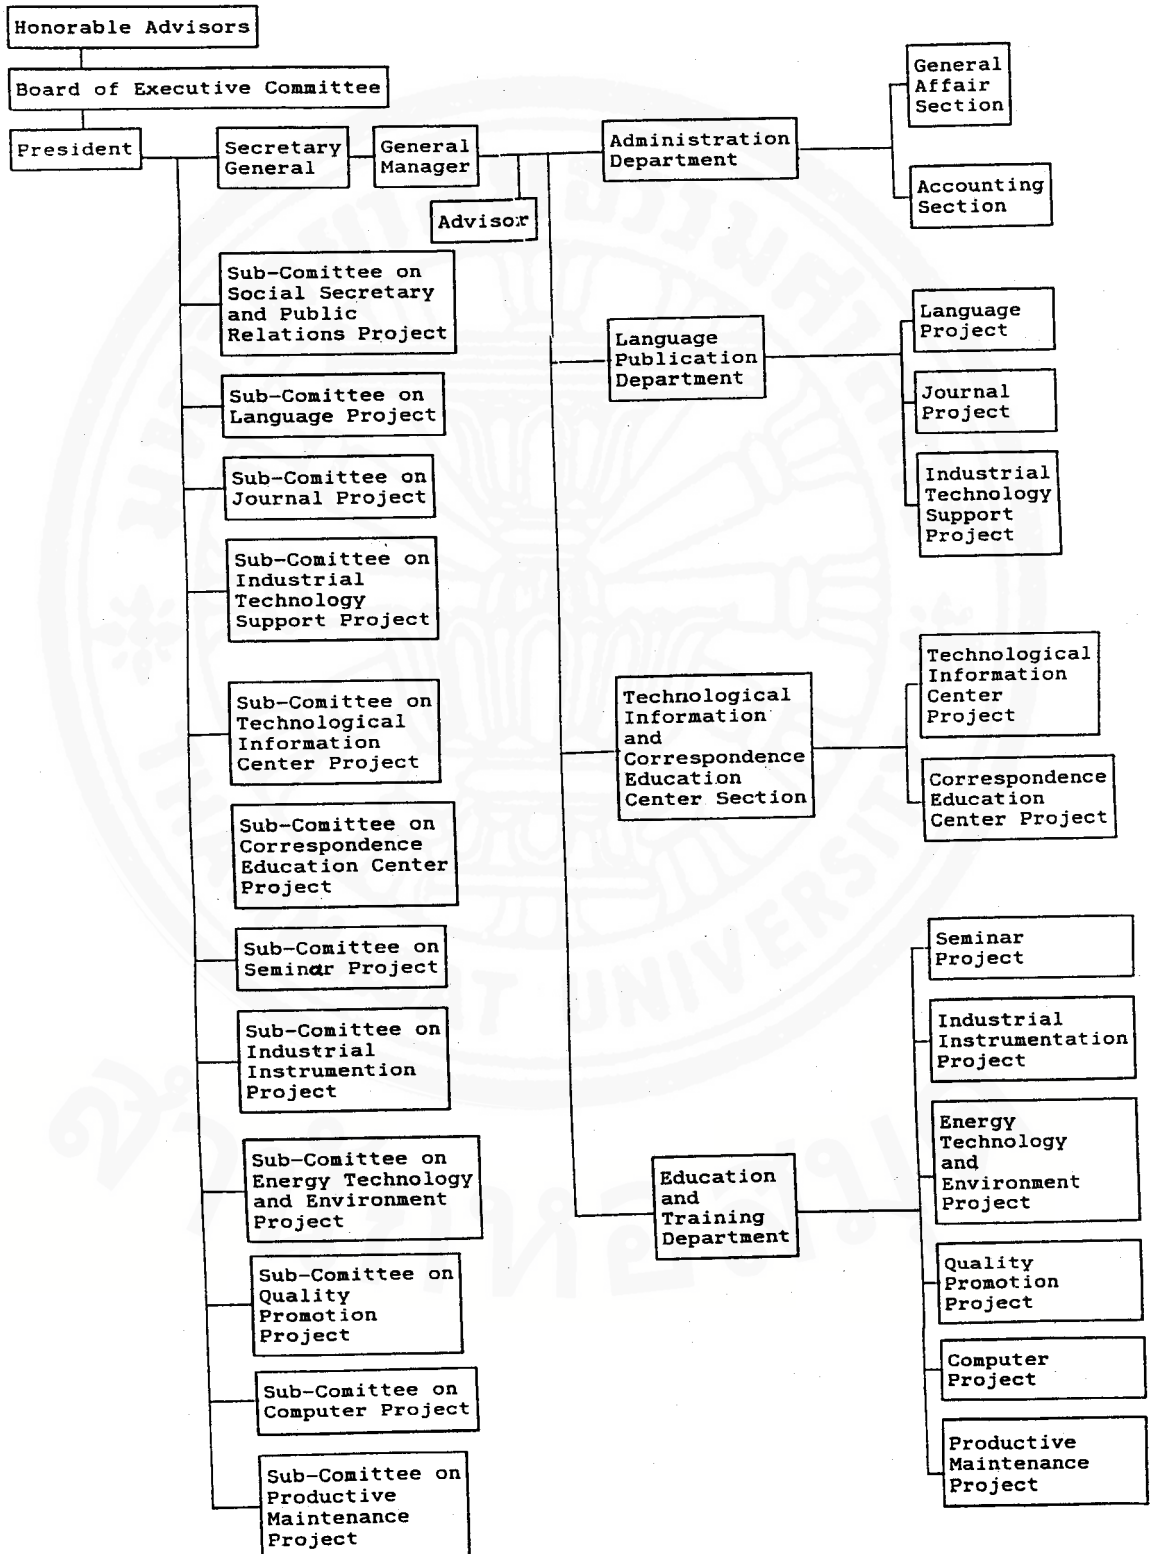 Honorable Advisors
Board of Executive Committee
President
Secretary
General
General
Manager
Advisor
Sub-Comittee on
Social Secretary
and Public
Relations Project
Sub-Comittee on
Language Project
Sub-Comittee on
Journal Project
Sub-Comittee on
Industrial
Technology
Support Project
Sub-Comittee on
Technological
Information
Center Project
Sub-Comittee on
Correspondence
Education Center
Project
Sub-Comittee on
Seminar Project
Sub-Comittee on
Industrial
Instrumention
Project
Sub-Comittee on
Energy Technology
and Environment
Project
Sub-Comittee on
Quality
Promotion
Project
Sub-Comittee on
Computer Project
Sub-Comittee on
Productive
Maintenance
Project
Administration
Department
General
Affair
Section
Accounting
Section
Language
Publication
Department
Language
Project
Journal
Project
Industrial
Technology
Support
Project
Technological
Information
and
Correspondence
Education
Center Section
Technological
Information
Center
Project
Correspondence
Education
Center Project
Education
and
Training
Department
Seminar
Project
Industrial
Instrumentation
Project
Energy
Technology
and
Environment
Project
Quality
Promotion
Project
Computer
Project
Productive
Maintenance
Project
UNIVERSITY